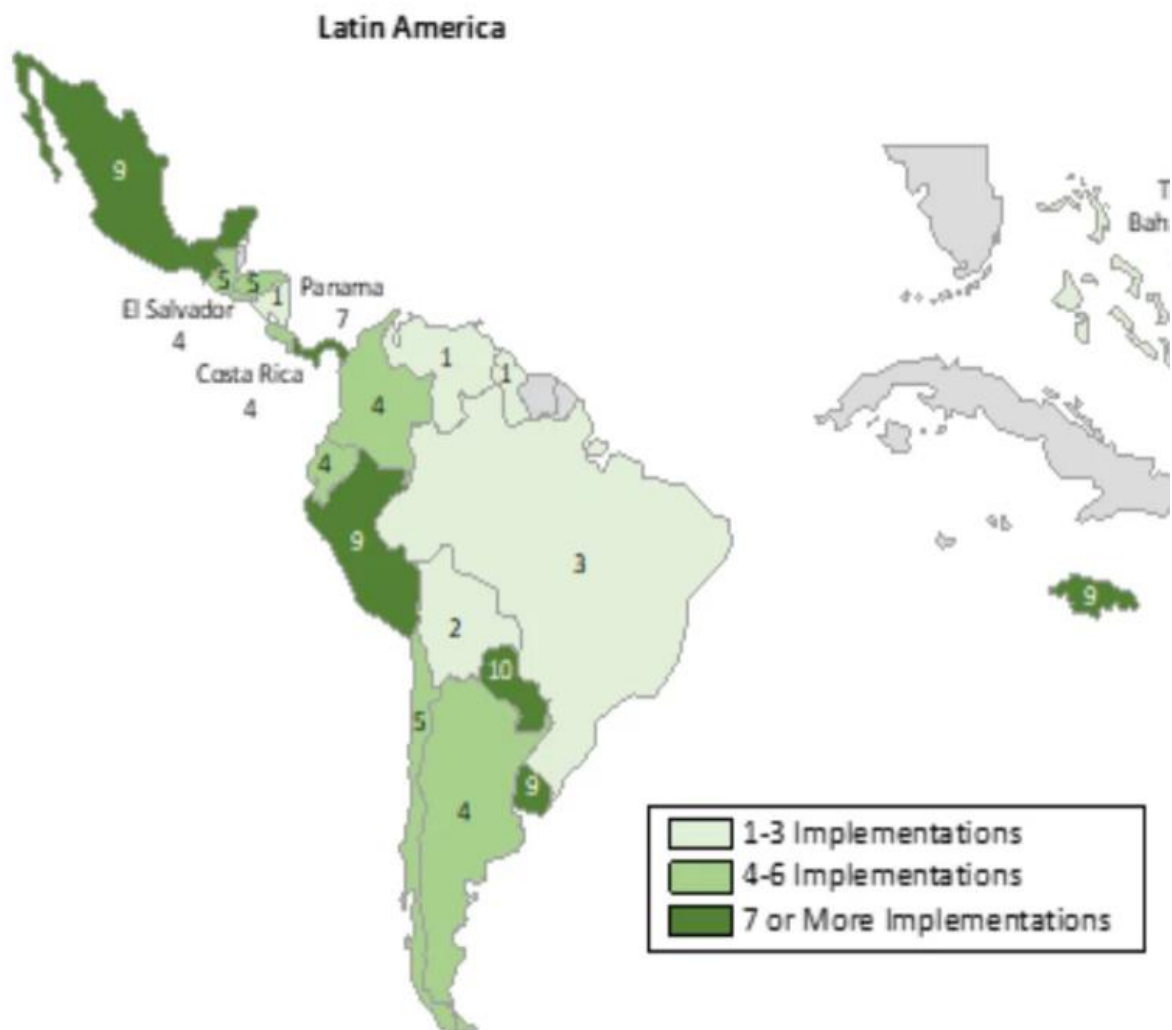 Latin America
9
T
Bah
5
5
1
Panama
7
El Salvador
4
Costa Rica
4
1
1
4
4
9
3
9
2
10
5
9
4
1-3 Implementations
4-6 Implementations
7 or More Implementations